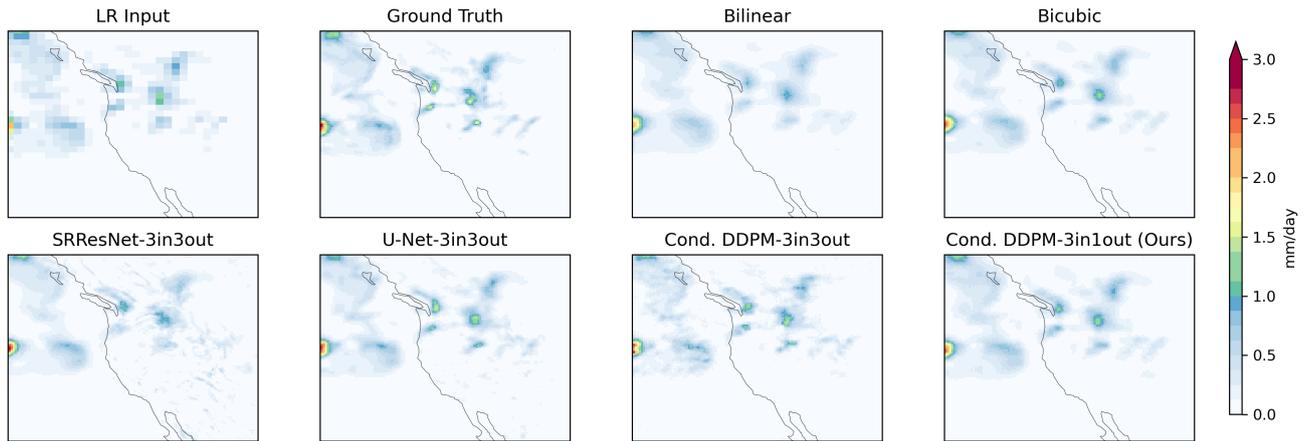 LR Input
Ground Truth
Bilinear
Bicubic
SRResNet-3in3out
U-Net-3in3out
Cond. DDPM-3in3out
Cond. DDPM-3in1out (Ours)
3.0
2.5
2.0
1.5
1.0
0.5
0.0
mm/day